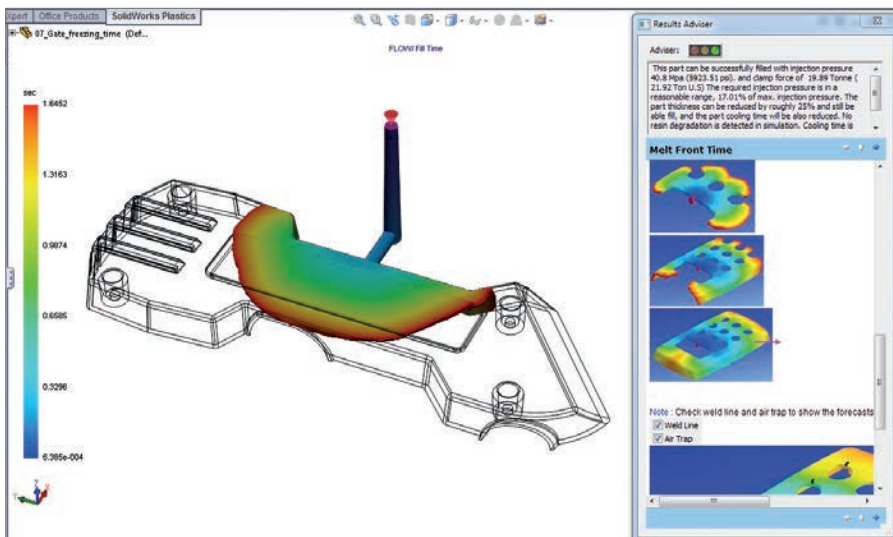 xpert
Office Products
SolidWorks Plastics
07_Gate_freezing_time (Def...
FLOW/Fill Time
sec
1.6452
1.3163
0.9874
0.6585
0.3296
6.385e-004
Y
Z
X
Results Adviser
Adviser:
This part can be successfully filled with injection pressure
40.8 Mpa (5923.51 psi). and clamp force of 19.89 Tonne (
21.92 Ton U.S) The required injection pressure is in a
reasonable range, 17.01% of max. injection pressure. The
part thickness can be reduced by roughly 25% and still be
able fill, and the part cooling time will be also reduced. No
resin degradation is detected in simulation. Cooling time is
Melt Front Time
Note : Check weld line and air trap to show the forecasts
Weld Line
Air Trap